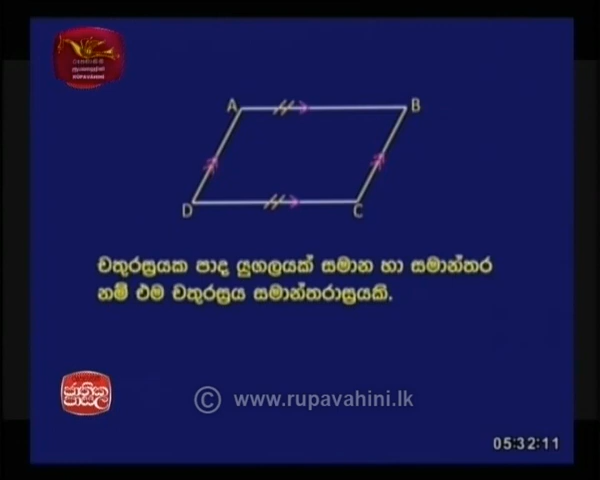 A
B
D
C
චතුරස්‍රයක පාද යුගලයක් සමාන හා සමාන්තර
නම් එම චතුරස්‍රය සමාන්තරාස්‍රයකි.
ජාතික
පාසල
© www.rupavahini.lk
05:32:11